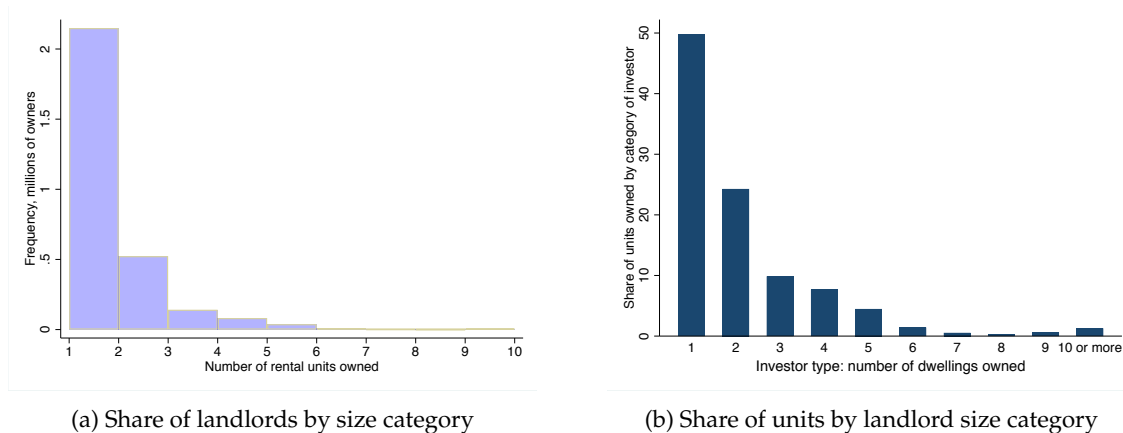 Frequency, millions of owners
2
1.5
1
.5
0
1 2 3 4 5 6 7 8 9 10
Number of rental units owned
(a) Share of landlords by size category
Share of units owned by category of investor
50
40
30
20
10
0
1 2 3 4 5 6 7 8 9 10 or more
Investor type: number of dwellings owned
(b) Share of units by landlord size category